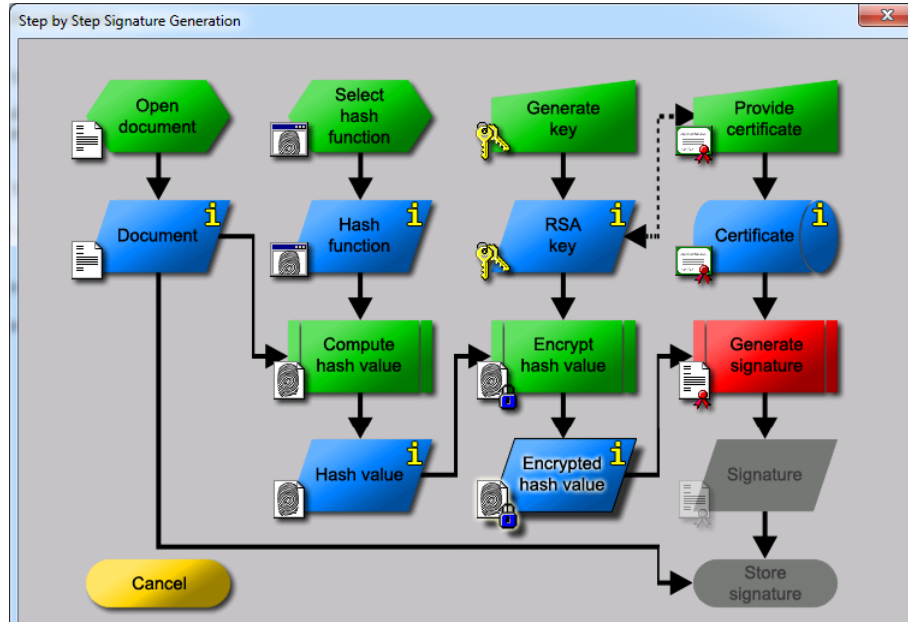 Step by Step Signature Generation
x
Open
document
Select
hash
function
Generate
key
Provide
certificate
Document
i
Hash
function
i
RSA
key
i
Certificate
i
Compute
hash value
Encrypt
hash value
Generate
signature
Hash value
i
Encrypted
hash value
i
Signature
Cancel
Store
signature